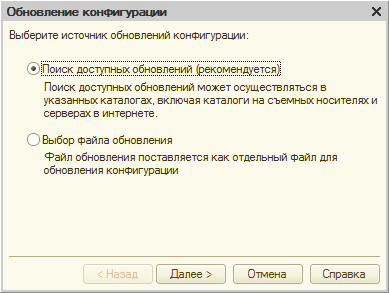 Обновление конфигурации
Выберите источник обновлений конфигурации:
Поиск доступных обновлений (рекомендуется)
Поиск доступных обновлений может осуществляться в
указанных каталогах, включая каталоги на съемных носителях и
серверах в интернете.
Выбор файла обновления
Файл обновления поставляется как отдельный файл для
обновления конфигурации
< Назад
Далее >
Отмена
Справка